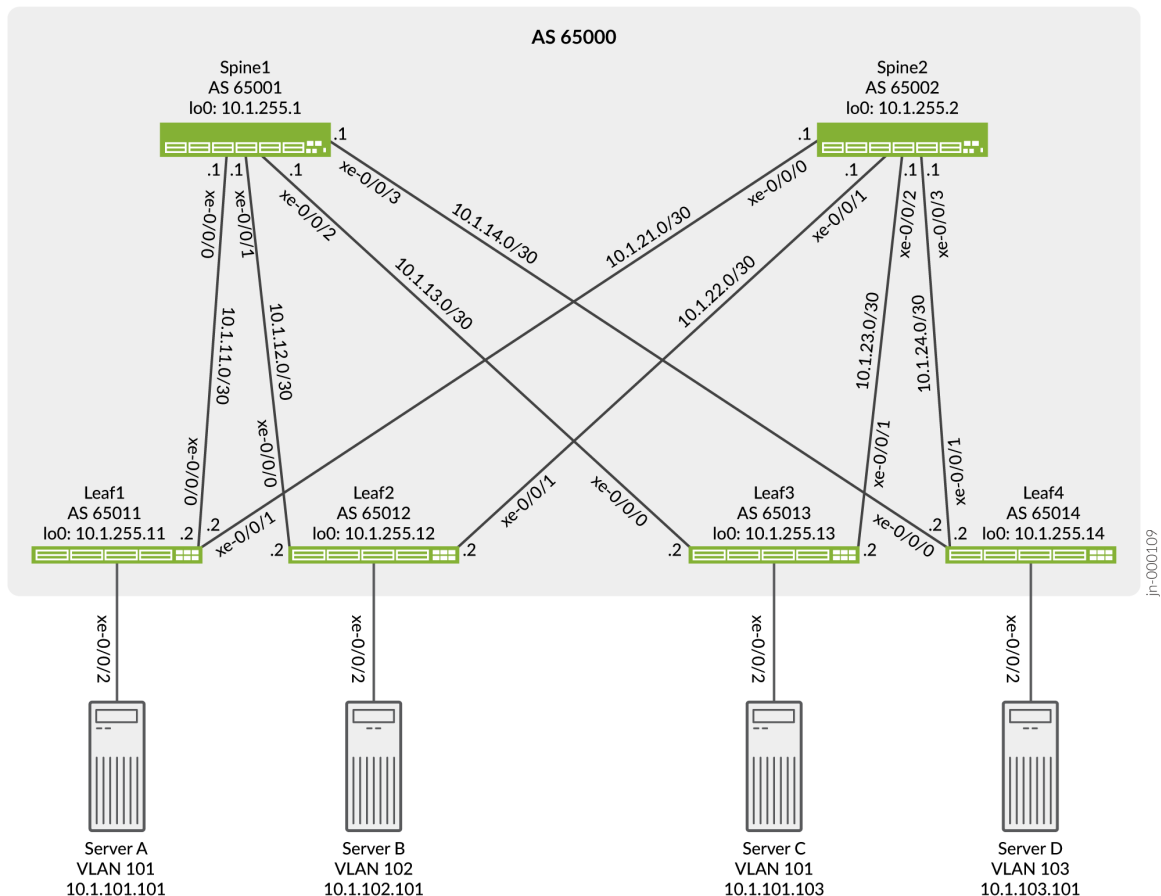 AS 65000
Spine1
AS 65001
lo0: 10.1.255.1
Spine2
AS 65002
lo0: 10.1.255.2
.1
.1
.1
.1
.1
.1
.1
.1
xe-0/0/0
xe-0/0/1
xe-0/0/2
xe-0/0/3
xe-0/0/0
xe-0/0/1
xe-0/0/2
xe-0/0/3
10.1.11.0/30
10.1.12.0/30
10.1.13.0/30
10.1.14.0/30
10.1.21.0/30
10.1.22.0/30
10.1.23.0/30
10.1.24.0/30
xe-0/0/0
xe-0/0/1
xe-0/0/0
xe-0/0/1
xe-0/0/0
xe-0/0/1
xe-0/0/0
xe-0/0/1
Leaf1
AS 65011
lo0: 10.1.255.11
.2
.2
Leaf2
AS 65012
lo0: 10.1.255.12
.2
.2
Leaf3
AS 65013
lo0: 10.1.255.13
.2
.2
Leaf4
AS 65014
lo0: 10.1.255.14
.2
.2
jn-000109
xe-0/0/2
xe-0/0/2
xe-0/0/2
xe-0/0/2
Server A
VLAN 101
10.1.101.101
Server B
VLAN 102
10.1.102.101
Server C
VLAN 101
10.1.101.103
Server D
VLAN 103
10.1.103.101